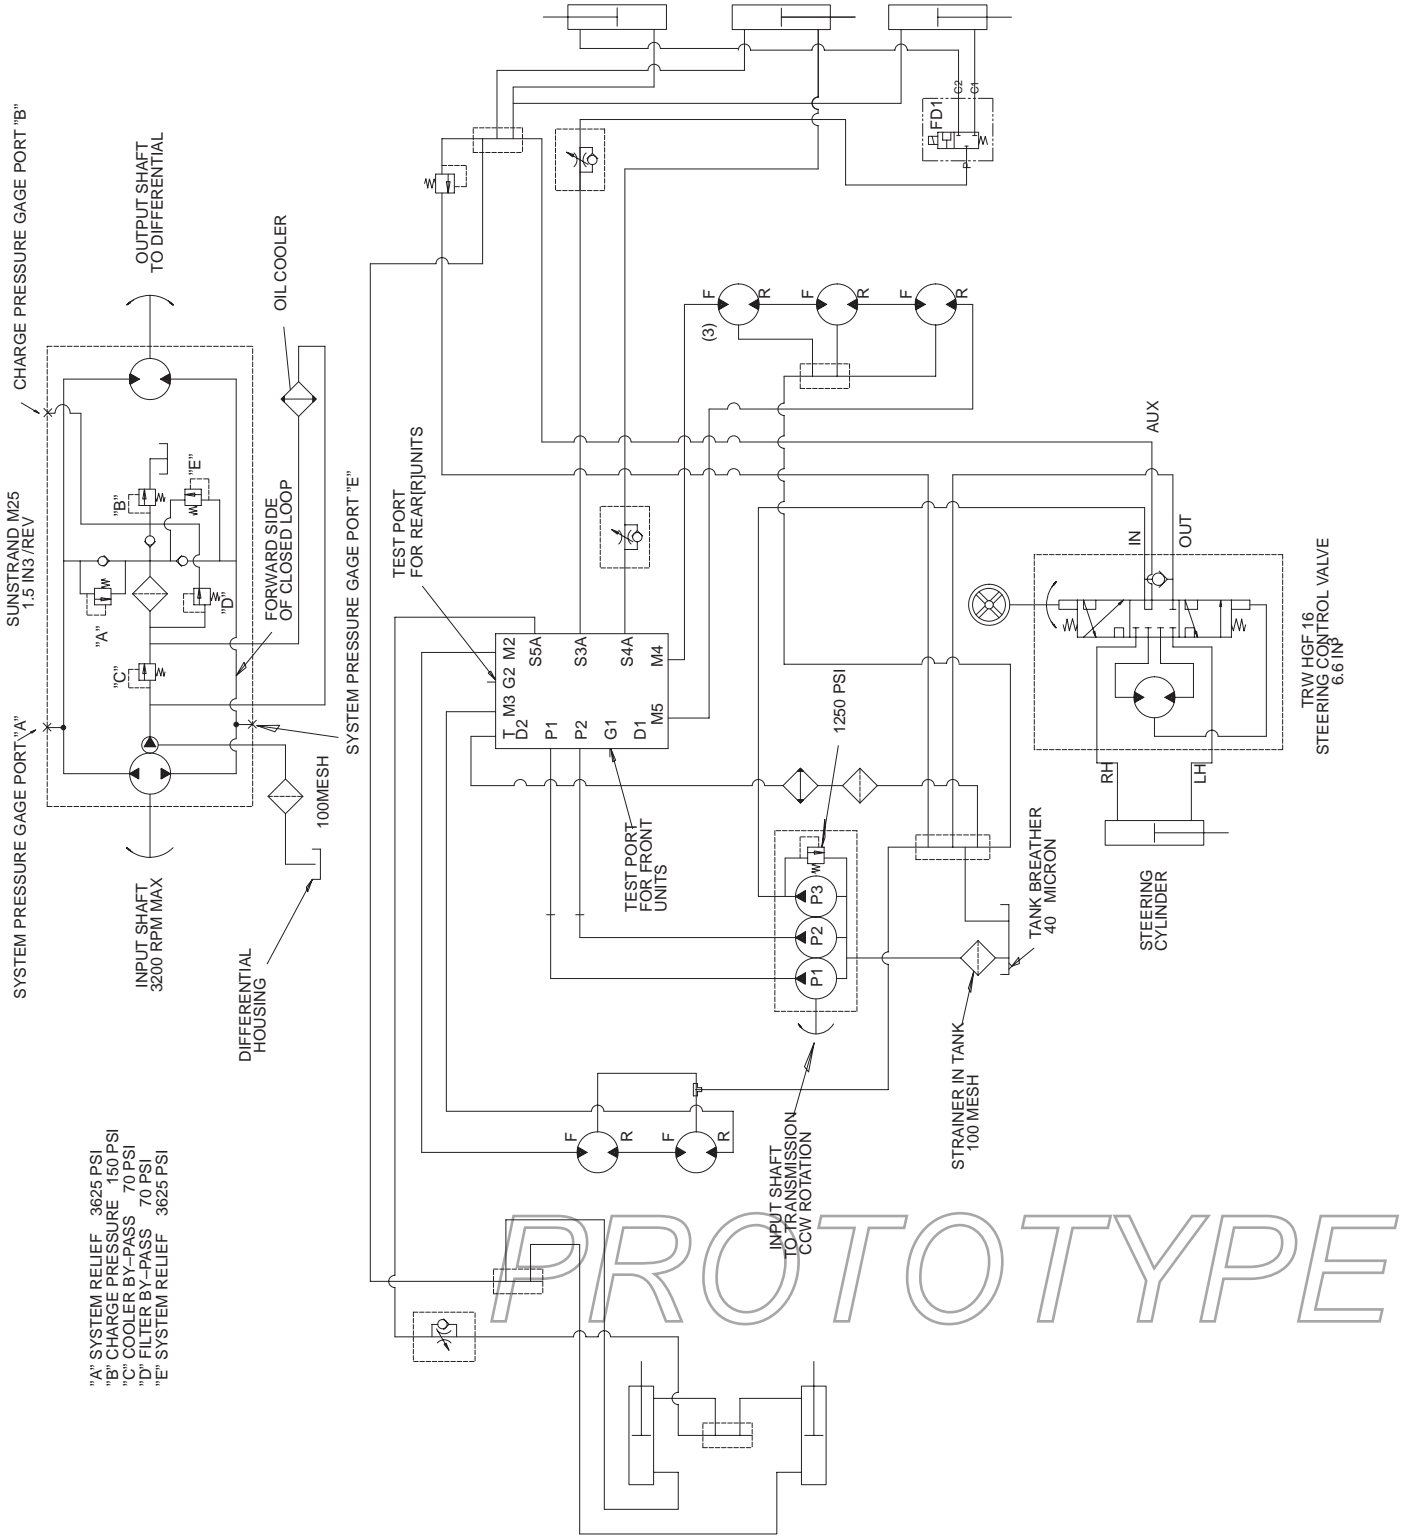 CHARGE PRESSURE GAGE PORT "B"
OUTPUT SHAFT
TO DIFFERENTIAL
OIL COOLER
SUNSTRAND M25
1.5 IN3 /REV
"B"
"E"
"A"
"D"
"C"
FORWARD SIDE
OF CLOSED LOOP
SYSTEM PRESSURE GAGE PORT "E"
SYSTEM PRESSURE GAGE PORT "A"
INPUT SHAFT
3200 RPM MAX
100MESH
DIFFERENTIAL
HOUSING
"A" SYSTEM RELIEF 3625 PSI
"B" CHARGE PRESSURE 150 PSI
"C" COOLER BY–PASS 70 PSI
"D" FILTER BY–PASS 70 PSI
"E" SYSTEM RELIEF 3625 PSI
FD1
C2
C1
P
TEST PORT
FOR REAR[R]UNITS
(3)
F
R
F
R
F
R
M2
G2
M3
T
D2
S5A
S3A
S4A
M4
P1
P2
G1
D1
M5
1250 PSI
TEST PORT
FOR FRONT
UNITS
P3
P2
P1
AUX
IN
OUT
TRW HGF 16
STEERING CONTROL VALVE
6.6 IN3
RH
LH
STEERING
CYLINDER
TANK BREATHER
40 MICRON
STRAINER IN TANK
100 MESH
INPUT SHAFT
TO TRANSMISSION
CCW ROTATION
F
R
F
R
PROTOTYPE